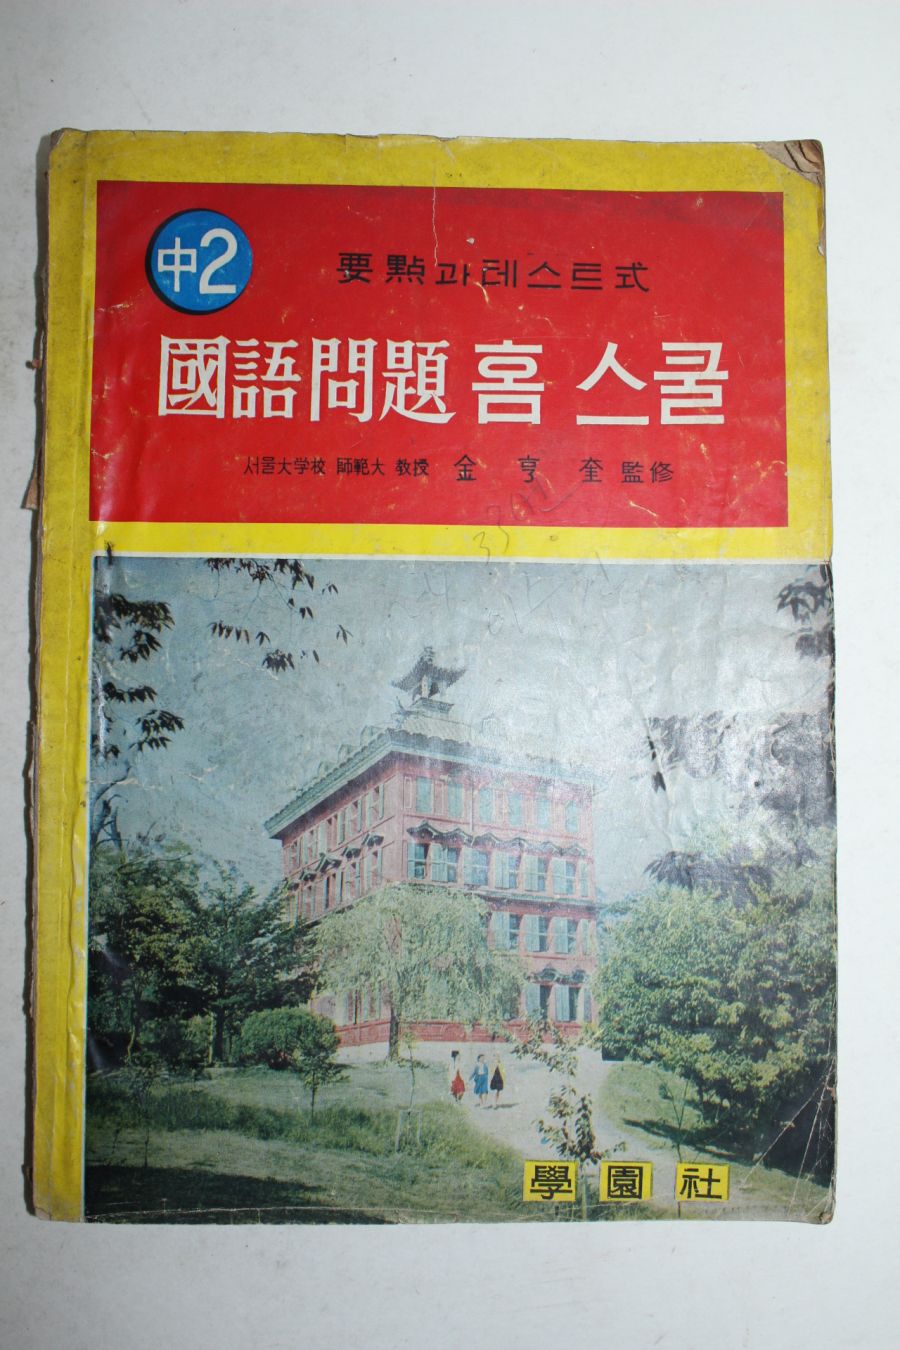 中2
要點과 테스트式
國語問題 홈 스쿨
서울大学校 師範大 教授 金 亨 奎 監修
學園社